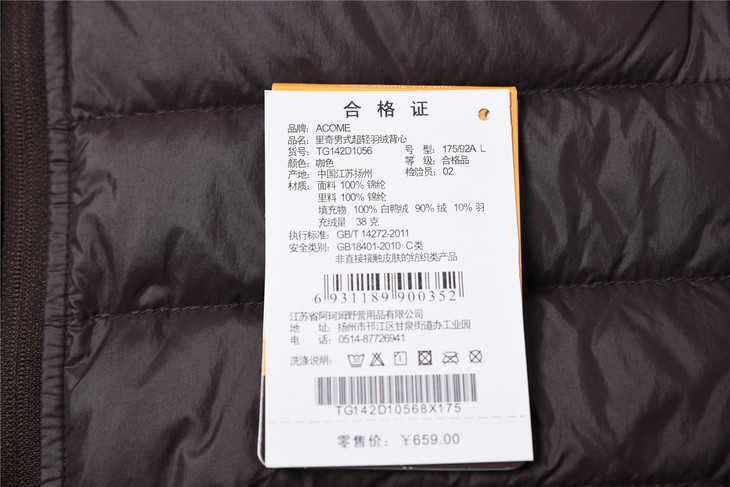 合格证
品牌: ACOME
品名: 里奇男式超轻羽绒背心
货号: TG142D1056 号 型: 175/92A L
颜色: 咖色 等 级: 合格品
产地: 中国江苏扬州 检验员: 02
材质: 面料 100% 锦纶
里料 100% 锦纶
填充物 100% 白鸭绒 90% 绒 10% 羽
充绒量 38 克
执行标准: GB/T 14272-2011
安全类别: GB18401-2010 C类
非直接接触皮肤的纺织类产品
6 931189 900352
江苏省阿珂姆野营用品有限公司
地 址: 扬州市邗江区甘泉街道办工业园
电 话: 0514-87726941
洗涤说明:
TG142D10568X175
零售价: ￥659.00